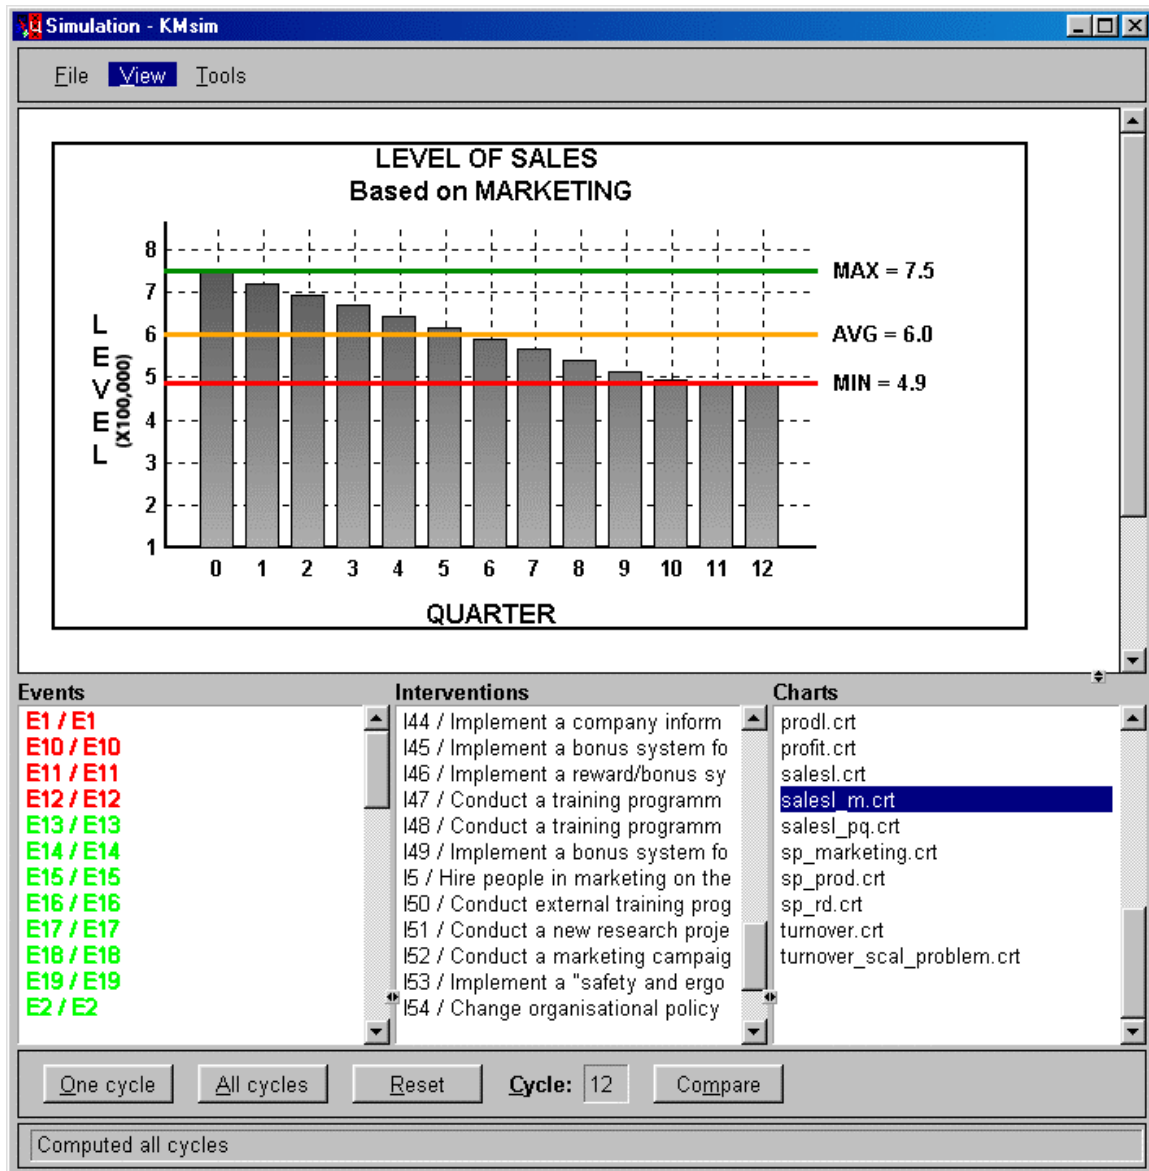 Simulation - KMsim
File View Tools
LEVEL OF SALES
Based on MARKETING
8
7
6
5
4
3
2
1
LEVEL
(X100,000)
MAX = 7.5
AVG = 6.0
MIN = 4.9
0 1 2 3 4 5 6 7 8 9 10 11 12
QUARTER
Events
E1 / E1
E10 / E10
E11 / E11
E12 / E12
E13 / E13
E14 / E14
E15 / E15
E16 / E16
E17 / E17
E18 / E18
E19 / E19
E2 / E2
Interventions
I44 / Implement a company inform
I45 / Implement a bonus system fo
I46 / Implement a reward/bonus sy
I47 / Conduct a training programm
I48 / Conduct a training programm
I49 / Implement a bonus system fo
I5 / Hire people in marketing on the
I50 / Conduct external training prog
I51 / Conduct a new research proje
I52 / Conduct a marketing campaig
I53 / Implement a "safety and ergo
I54 / Change organisational policy
Charts
prodl.crt
profit.crt
salesl.crt
salesl_m.crt
salesl_pq.crt
sp_marketing.crt
sp_prod.crt
sp_rd.crt
turnover.crt
turnover_scal_problem.crt
One cycle All cycles Reset Cycle: 12 Compare
Computed all cycles